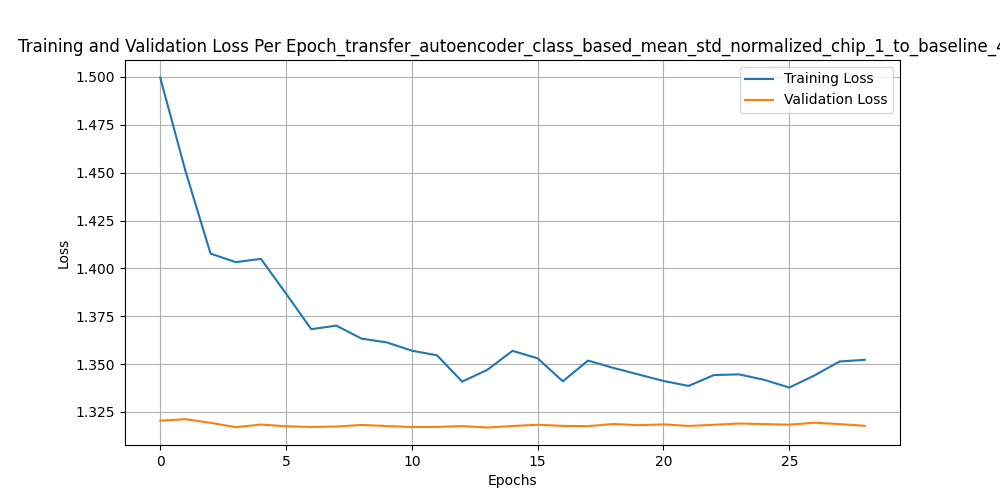 Training and Validation Loss Per Epoch_transfer_autoencoder_class_based_mean_std_normalized_chip_1_to_baseline_4
Training Loss
Validation Loss
1.500
1.475
1.450
1.425
1.400
1.375
1.350
1.325
Loss
0 5 10 15 20 25
Epochs